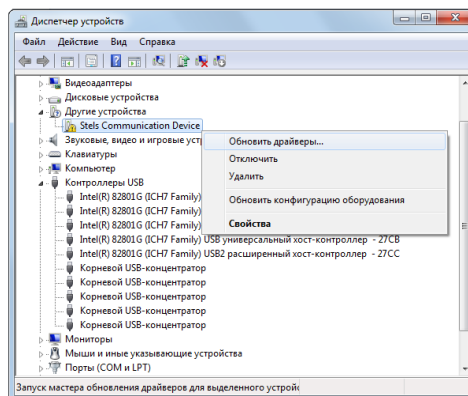 Диспетчер устройств
Файл Действие Вид Справка
Видеоадаптеры
Дисковые устройства
Другие устройства
Stels Communication Device
Звуковые, видео и игровые уст
Клавиатуры
Компьютер
Контроллеры USB
Intel(R) 82801G (ICH7 Family)
Intel(R) 82801G (ICH7 Family)
Intel(R) 82801G (ICH7 Family)
Intel(R) 82801G (ICH7 Family) USB универсальный хост-контроллер - 27CB
Intel(R) 82801G (ICH7 Family) USB2 расширенный хост-контроллер - 27CC
Корневой USB-концентратор
Корневой USB-концентратор
Корневой USB-концентратор
Корневой USB-концентратор
Корневой USB-концентратор
Мониторы
Мыши и иные указывающие устройства
Порты (COM и LPT)
Обновить драйверы...
Отключить
Удалить
Обновить конфигурацию оборудования
Свойства
Запуск мастера обновления драйверов для выделенного устрой